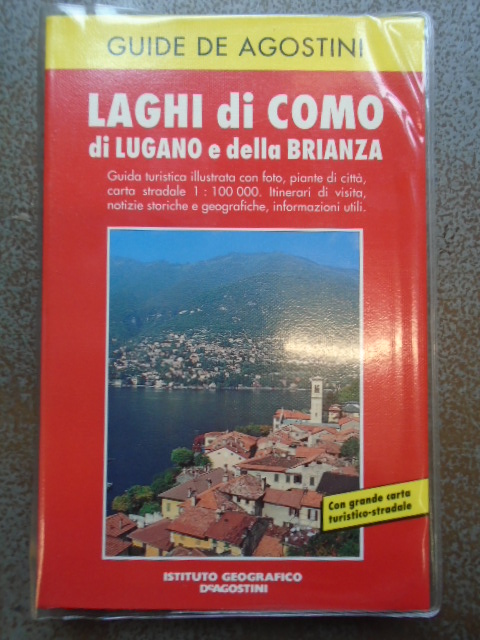 GUIDE DE AGOSTINI
LAGHI di COMO
di LUGANO e della BRIANZA
Guida turistica illustrata con foto, piante di città,
carta stradale 1 : 100 000. Itinerari di visita,
notizie storiche e geografiche, informazioni utili.
Con grande carta
turistico-stradale
ISTITUTO GEOGRAFICO
DeAGOSTINI